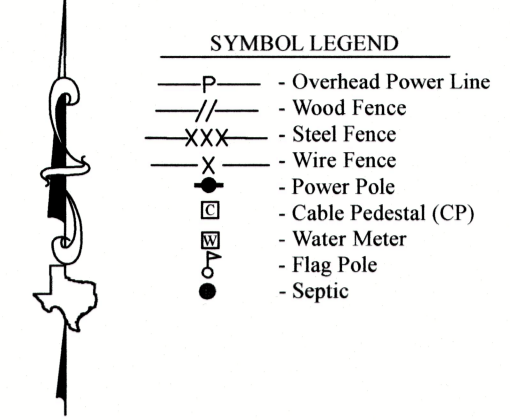 SYMBOL LEGEND
P - Overhead Power Line
// - Wood Fence
XXX - Steel Fence
X - Wire Fence
- Power Pole
C - Cable Pedestal (CP)
W - Water Meter
- Flag Pole
- Septic